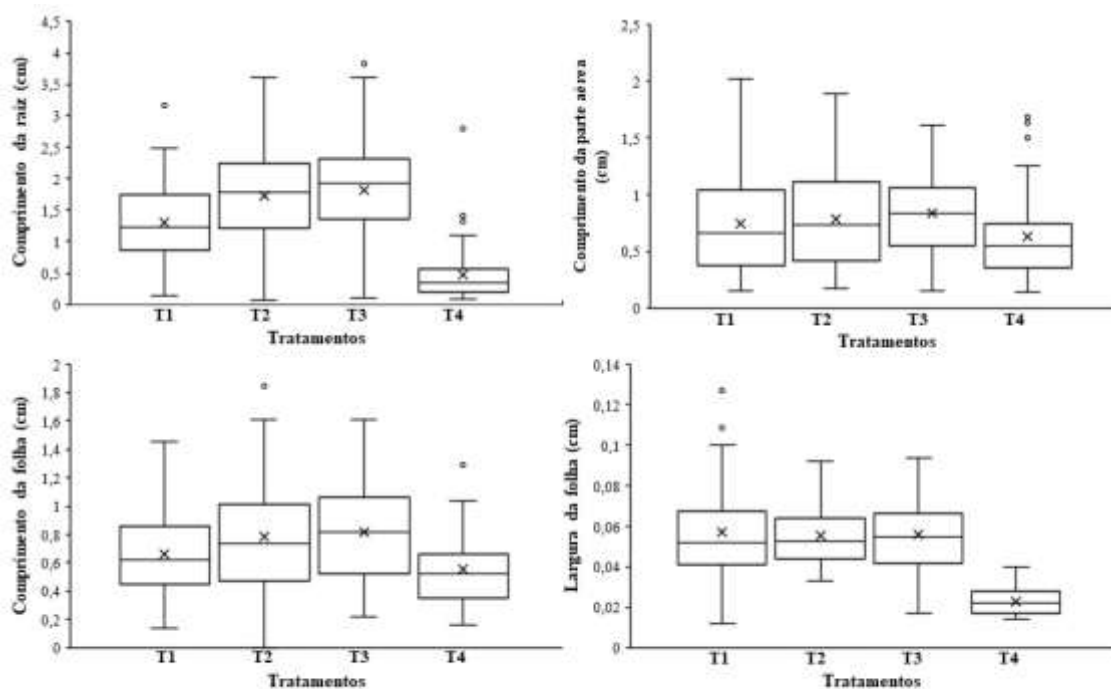 Comprimento da raiz (cm)
4,5
4
3,5
3
2,5
2
1,5
1
0,5
0
T1 T2 T3 T4
Tratamentos
Comprimento da parte aérea
(cm)
2,5
2
1,5
1
0,5
0
T1 T2 T3 T4
Tratamentos
Comprimento da folha (cm)
2
1,8
1,6
1,4
1,2
1
0,8
0,6
0,4
0,2
0
T1 T2 T3 T4
Tratamentos
Largura da folha (cm)
0,14
0,12
0,1
0,08
0,06
0,04
0,02
0
T1 T2 T3 T4
Tratamentos